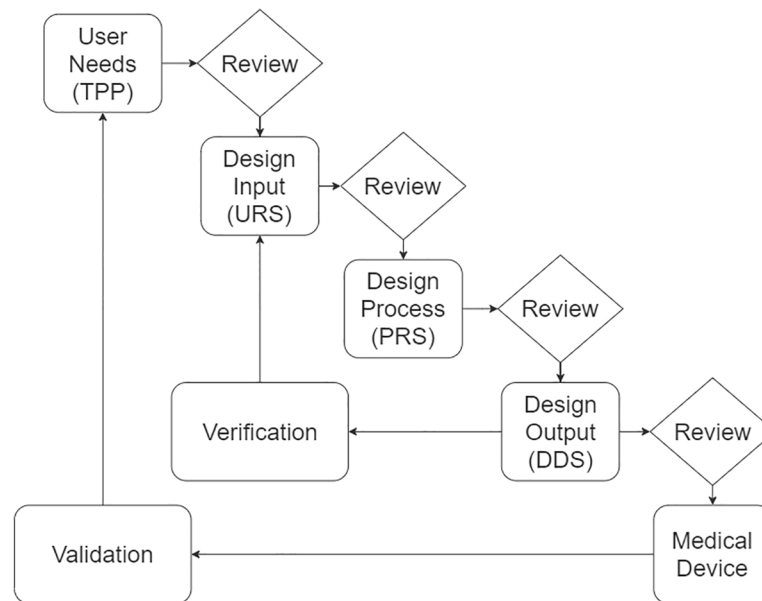 User
Needs
(TPP)
Review
Design
Input
(URS)
Review
Design
Process
(PRS)
Review
Verification
Design
Output
(DDS)
Review
Validation
Medical
Device